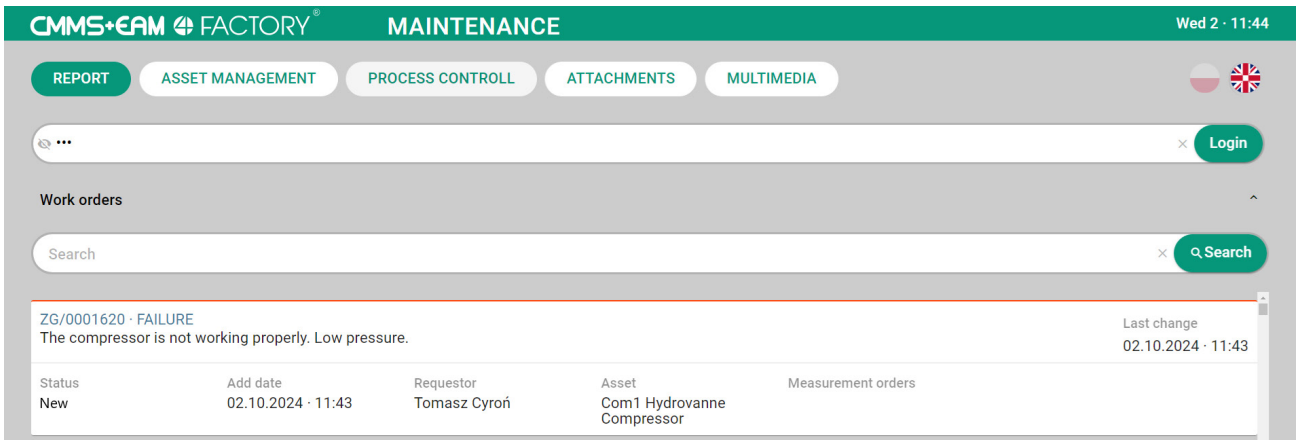 CMMS+EAM 4 FACTORY® MAINTENANCE Wed 2 · 11:44
REPORT ASSET MANAGEMENT PROCESS CONTROLL ATTACHMENTS MULTIMEDIA
••• × Login
Work orders
Search × Search
ZG/0001620 · FAILURE
The compressor is not working properly. Low pressure.
Last change
02.10.2024 · 11:43
Status Add date Requestor Asset Measurement orders
New 02.10.2024 · 11:43 Tomasz Cyroń Com1 Hydrovanne
Compressor